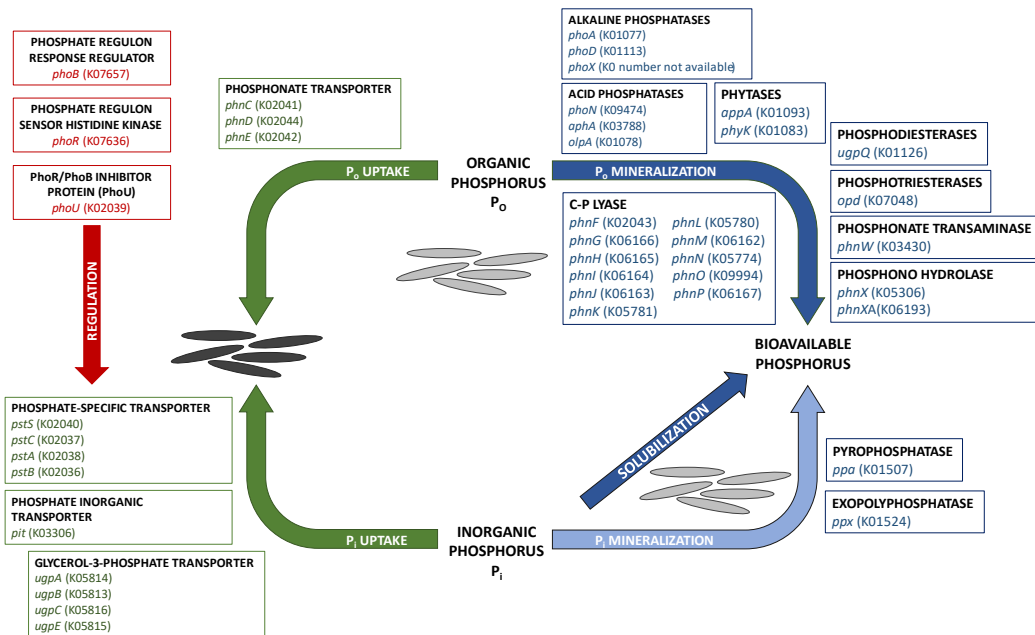 PHOSPHATE REGULON
RESPONSE REGULATOR
phoB (K07657)
PHOSPHATE REGULON
SENSOR HISTIDINE KINASE
phoR (K07636)
PhoR/PhoB INHIBITOR
PROTEIN (PhoU)
phoU (K02039)
REGULATION
PHOSPHATE-SPECIFIC TRANSPORTER
pstS (K02040)
pstC (K02037)
pstA (K02038)
pstB (K02036)
PHOSPHATE INORGANIC
TRANSPORTER
pit (K03306)
GLYCEROL-3-PHOSPHATE TRANSPORTER
ugpA (K05814)
ugpB (K05813)
ugpC (K05816)
ugpE (K05815)
PHOSPHONATE TRANSPORTER
phnC (K02041)
phnD (K02044)
phnE (K02042)
Po UPTAKE
ORGANIC
PHOSPHORUS
PO
Po MINERALIZATION
ALKALINE PHOSPHATASES
phoA (K01077)
phoD (K01113)
phoX (K0 number not available)
ACID PHOSPHATASES
phoN (K09474)
aphA (K03788)
olpA (K01078)
PHYTASES
appA (K01093)
phyK (K01083)
C-P LYASE
phnF (K02043) phnL (K05780)
phnG (K06166) phnM (K06162)
phnH (K06165) phnN (K05774)
phnI (K06164) phnO (K09994)
phnJ (K06163) phnP (K06167)
phnK (K05781)
PHOSPHODIESTERASES
ugpQ (K01126)
PHOSPHOTRIESTERASES
opd (K07048)
PHOSPHONATE TRANSAMINASE
phnW (K03430)
PHOSPHONO HYDROLASE
phnX (K05306)
phnXA(K06193)
BIOAVAILABLE
PHOSPHORUS
SOLUBILIZATION
PYROPHOSPHATASE
ppa (K01507)
EXOPOLYPHOSPHATASE
ppx (K01524)
Pi UPTAKE
INORGANIC
PHOSPHORUS
Pi
Pi MINERALIZATION